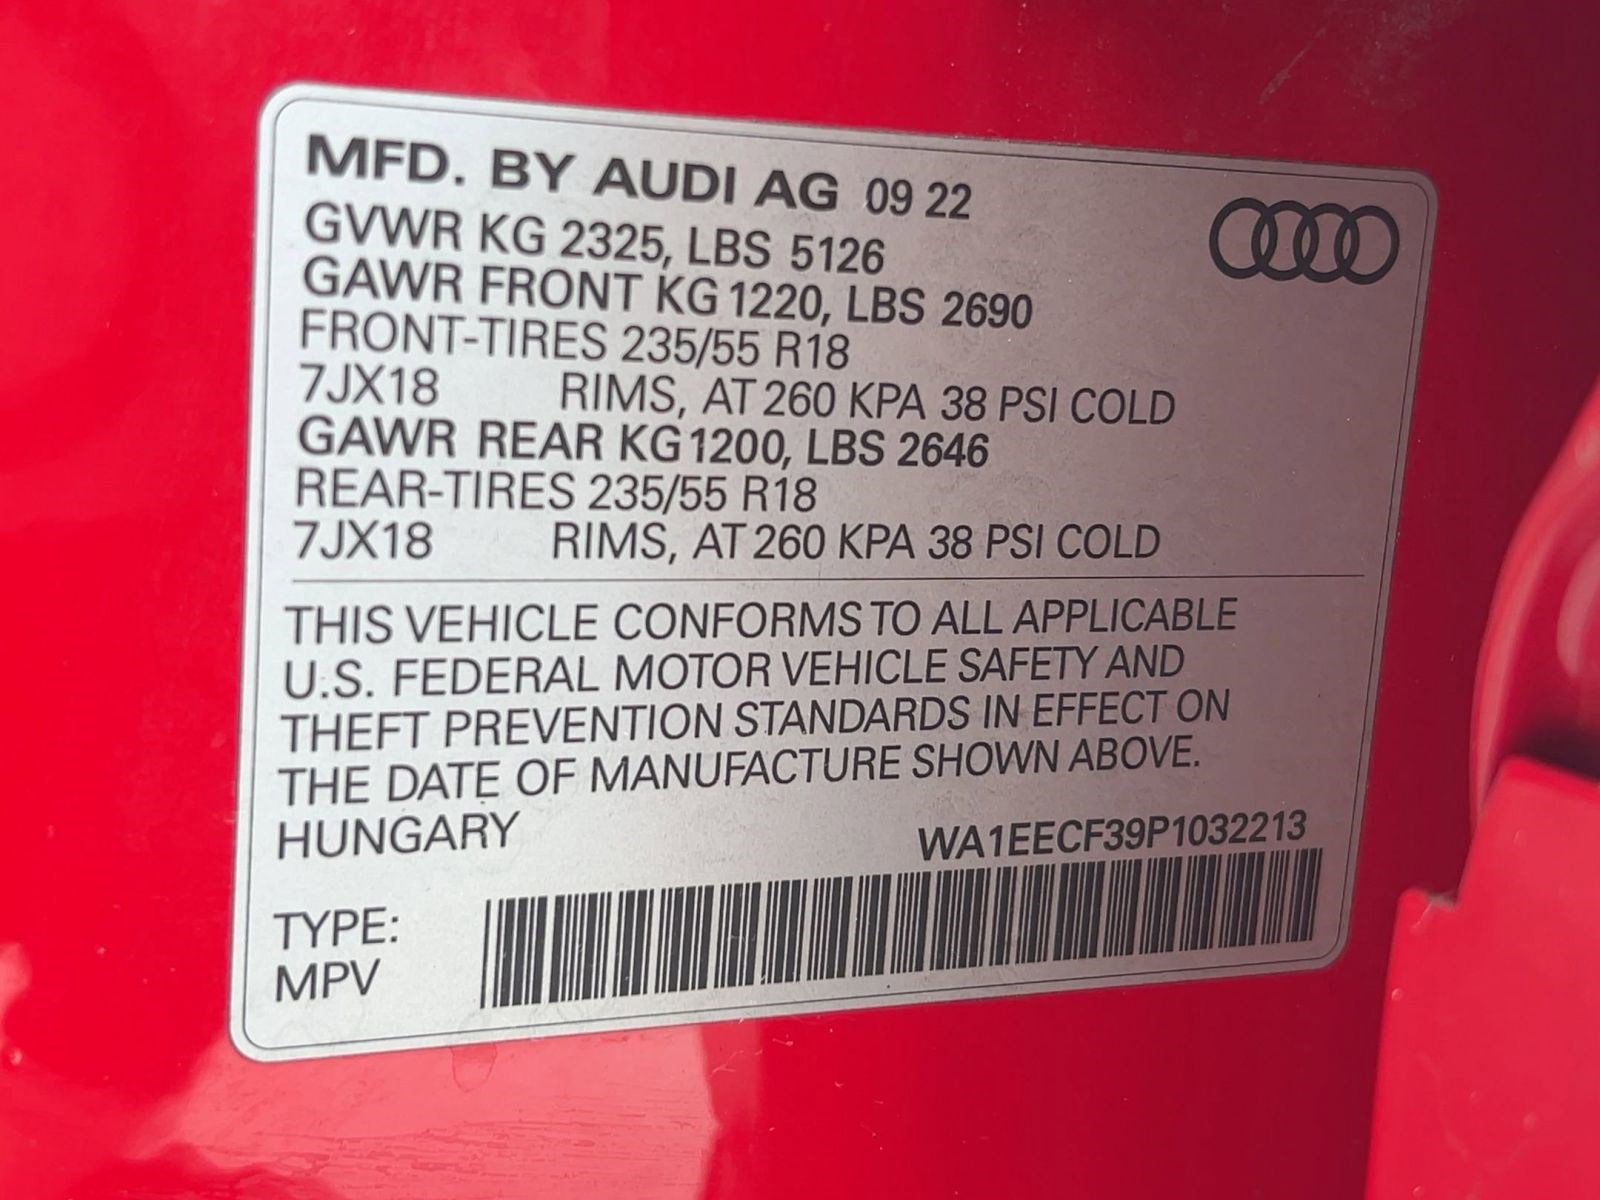 MFD. BY AUDI AG 09 22
GVWR KG 2325, LBS 5126
GAWR FRONT KG 1220, LBS 2690
FRONT-TIRES 235/55 R18
7JX18 RIMS, AT 260 KPA 38 PSI COLD
GAWR REAR KG 1200, LBS 2646
REAR-TIRES 235/55 R18
7JX18 RIMS, AT 260 KPA 38 PSI COLD
THIS VEHICLE CONFORMS TO ALL APPLICABLE
U.S. FEDERAL MOTOR VEHICLE SAFETY AND
THEFT PREVENTION STANDARDS IN EFFECT ON
THE DATE OF MANUFACTURE SHOWN ABOVE.
HUNGARY WA1EECF39P1032213
TYPE:
MPV